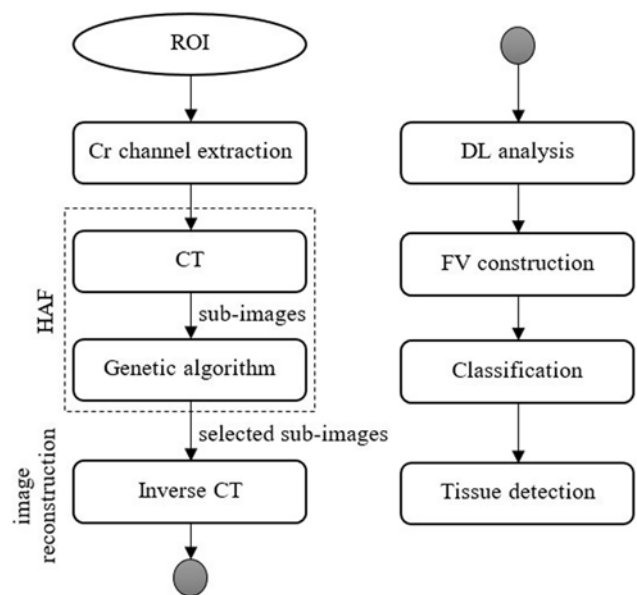 ROI
Cr channel extraction
HAF
CT
sub-images
Genetic algorithm
selected sub-images
image
reconstruction
Inverse CT
DL analysis
FV construction
Classification
Tissue detection